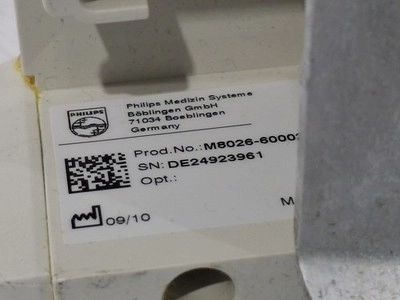 PHILIPS
Philips Medizin Systeme
Böblingen GmbH
71034 Boeblingen
Germany
Prod.No.: M8026-6000
SN: DE24923961
Opt.:
09/10
M